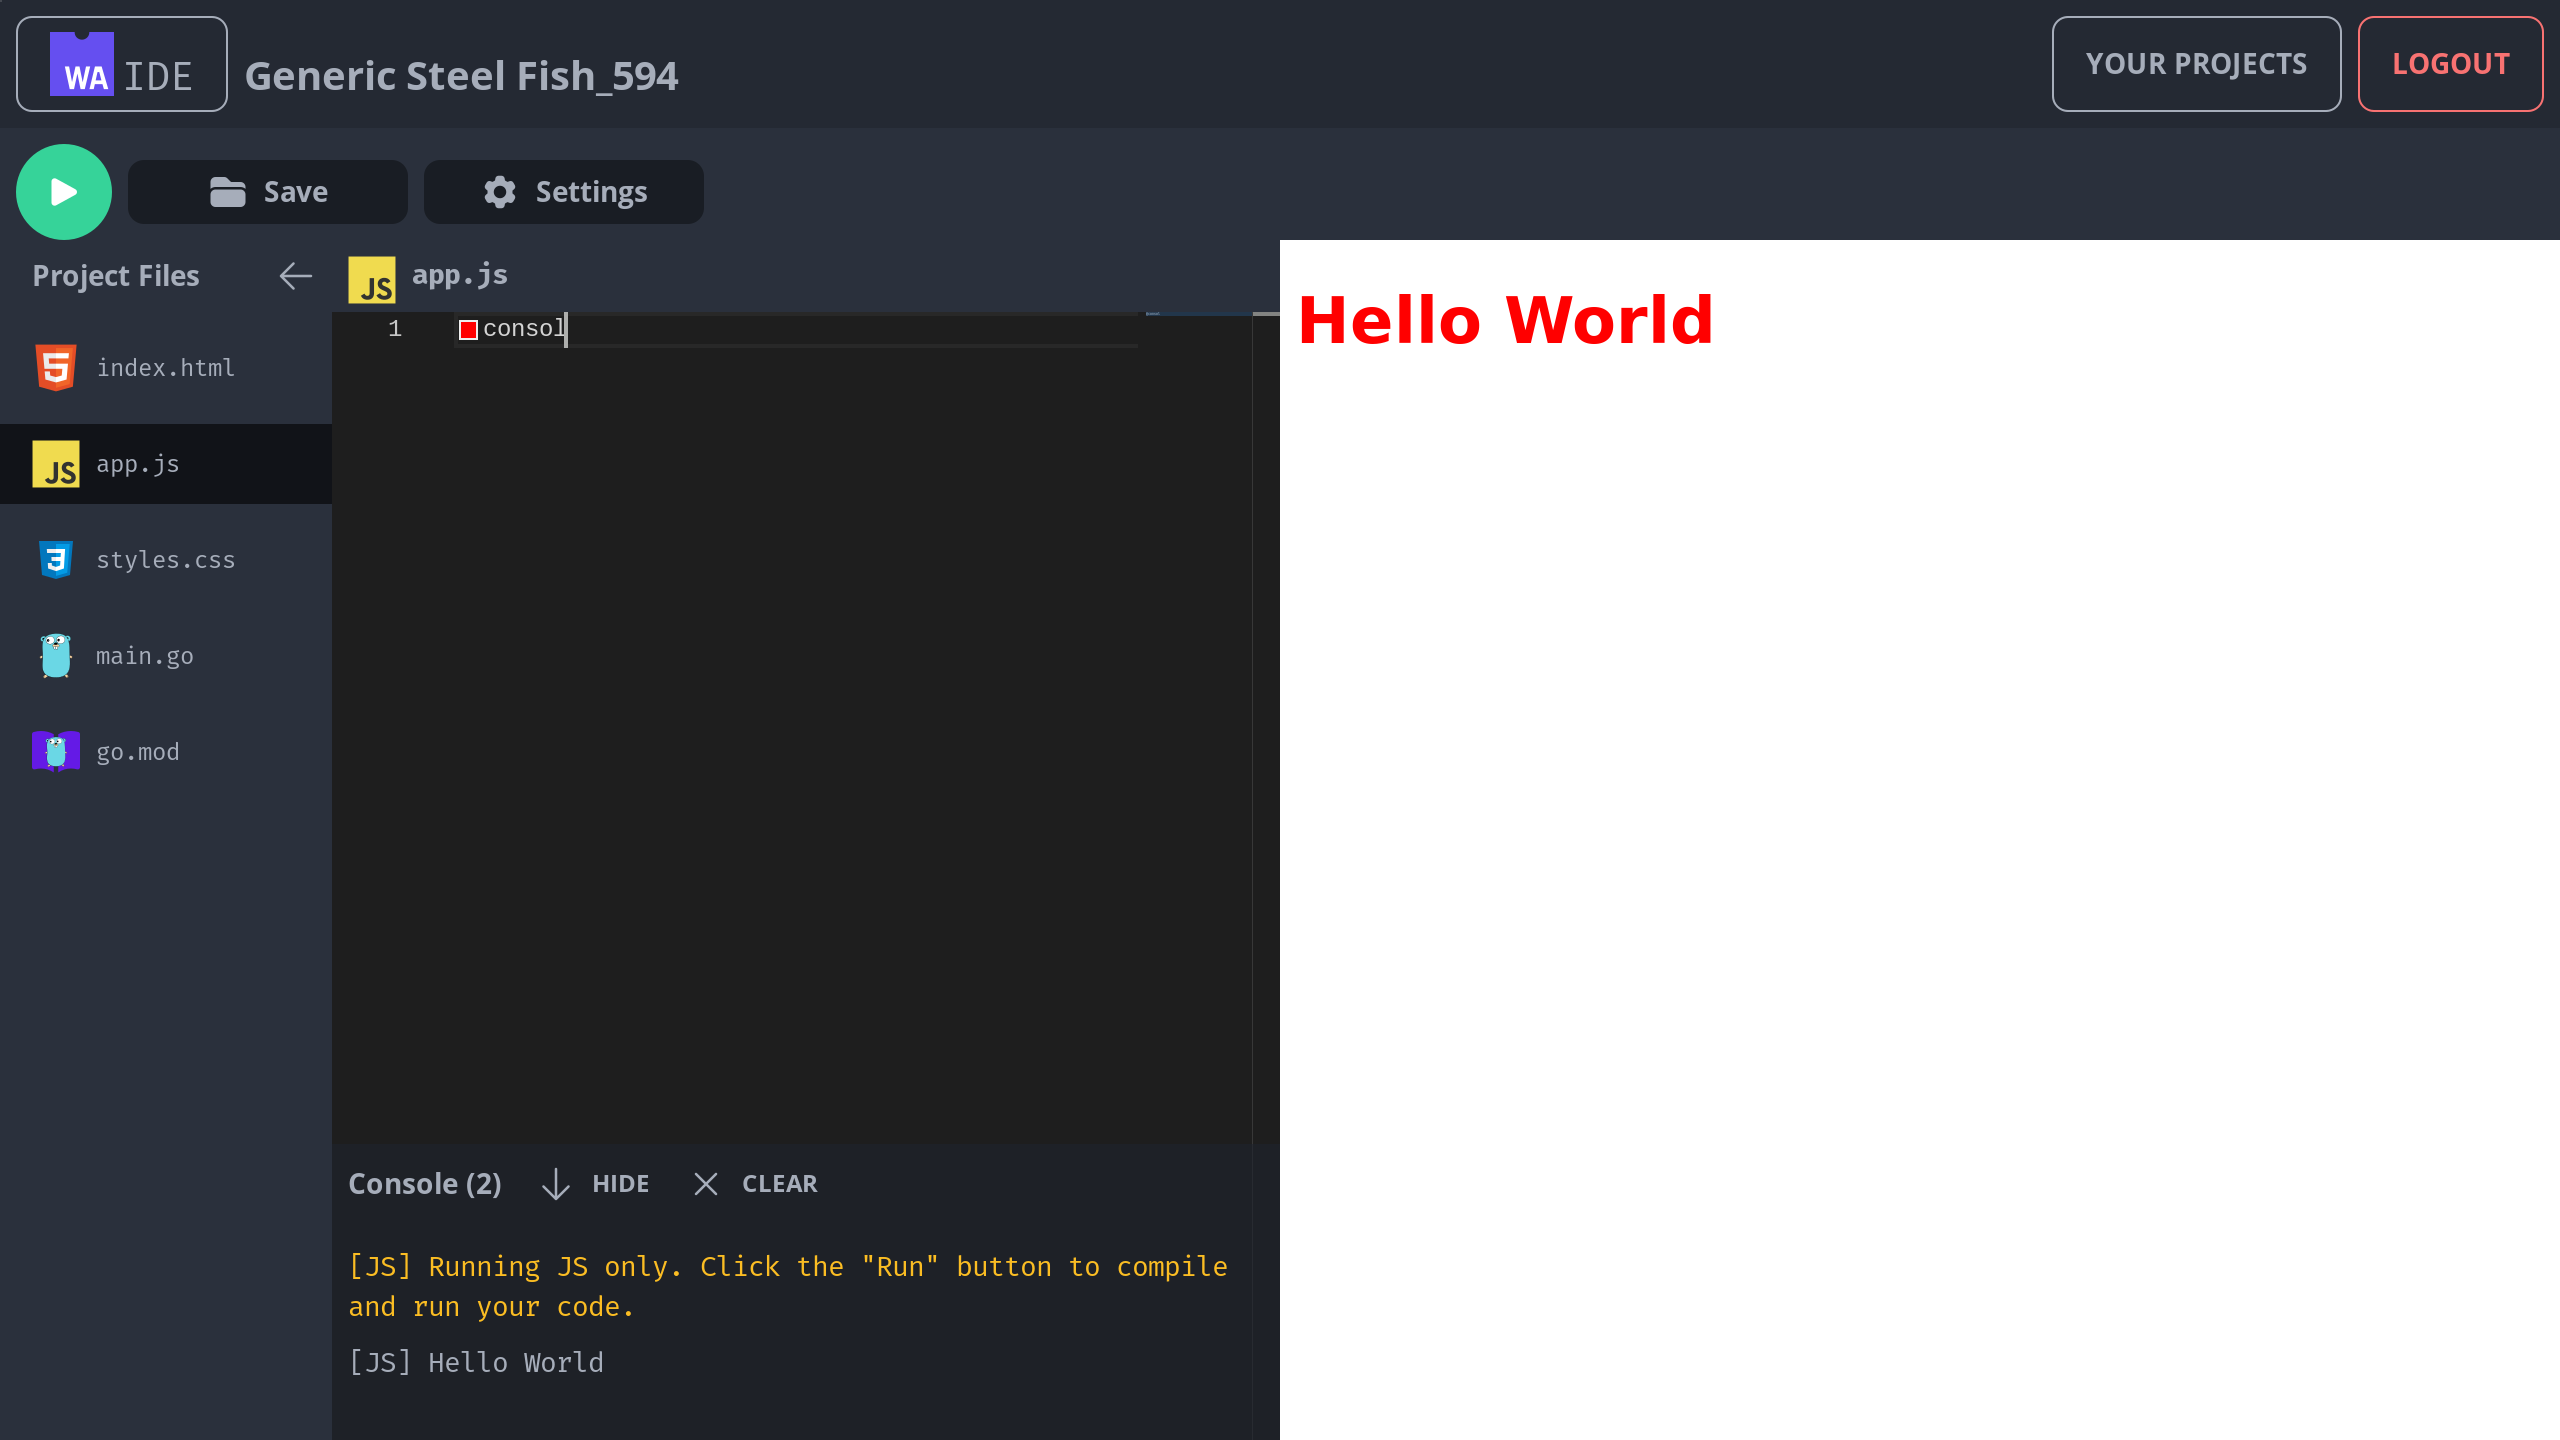 WA IDE
Generic Steel Fish_594
YOUR PROJECTS
LOGOUT
Save
Settings
Project Files
index.html
JS app.js
styles.css
main.go
go.mod
JS app.js
1 consol
Console (2)
HIDE
CLEAR
[JS] Running JS only. Click the "Run" button to compile
and run your code.
[JS] Hello World
Hello World